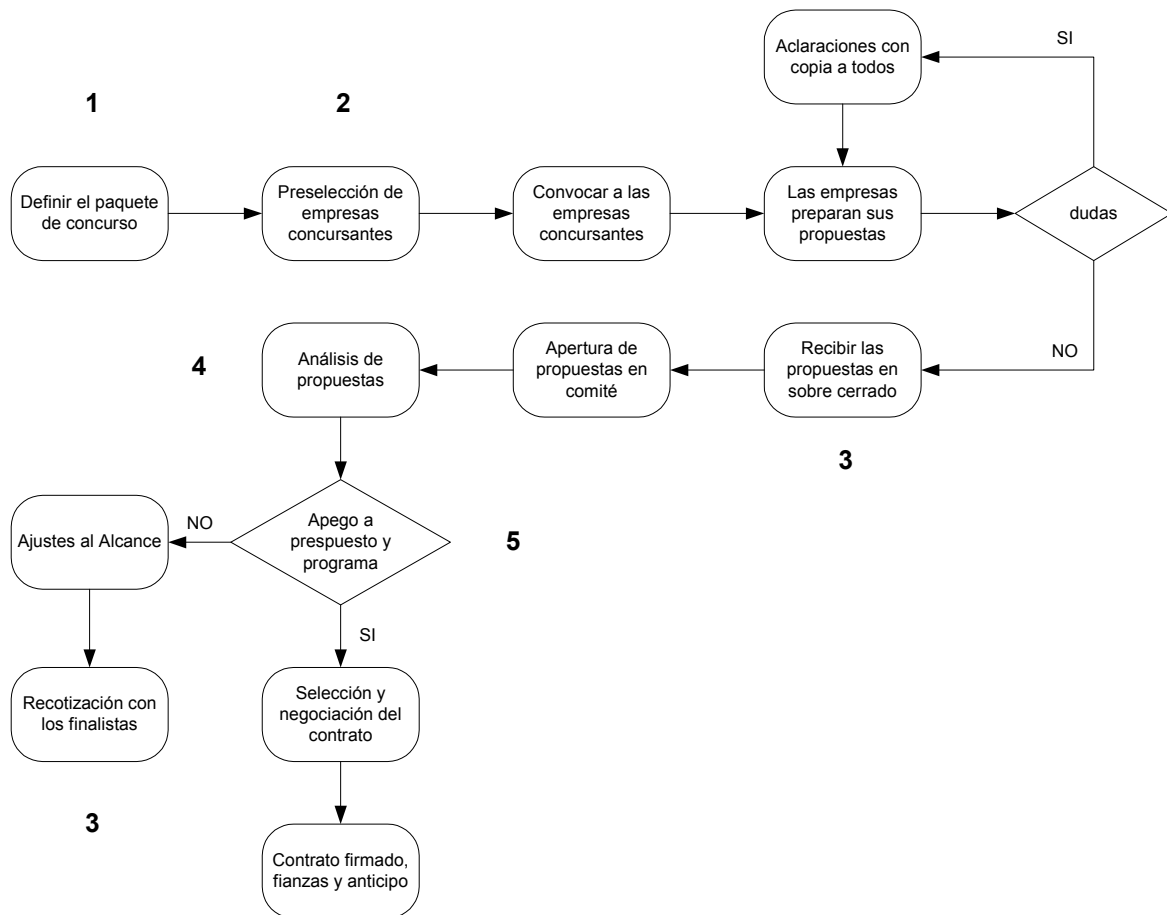 Aclaraciones con
copia a todos
SI
1
2
Definir el paquete
de concurso
Preselección de
empresas
concursantes
Convocar a las
empresas
concursantes
Las empresas
preparan sus
propuestas
dudas
4
Análisis de
propuestas
Apertura de
propuestas en
comité
Recibir las
propuestas en
sobre cerrado
NO
3
Ajustes al Alcance
NO
Apego a
prespuesto y
programa
5
SI
Recotización con
los finalistas
Selección y
negociación del
contrato
3
Contrato firmado,
fianzas y anticipo